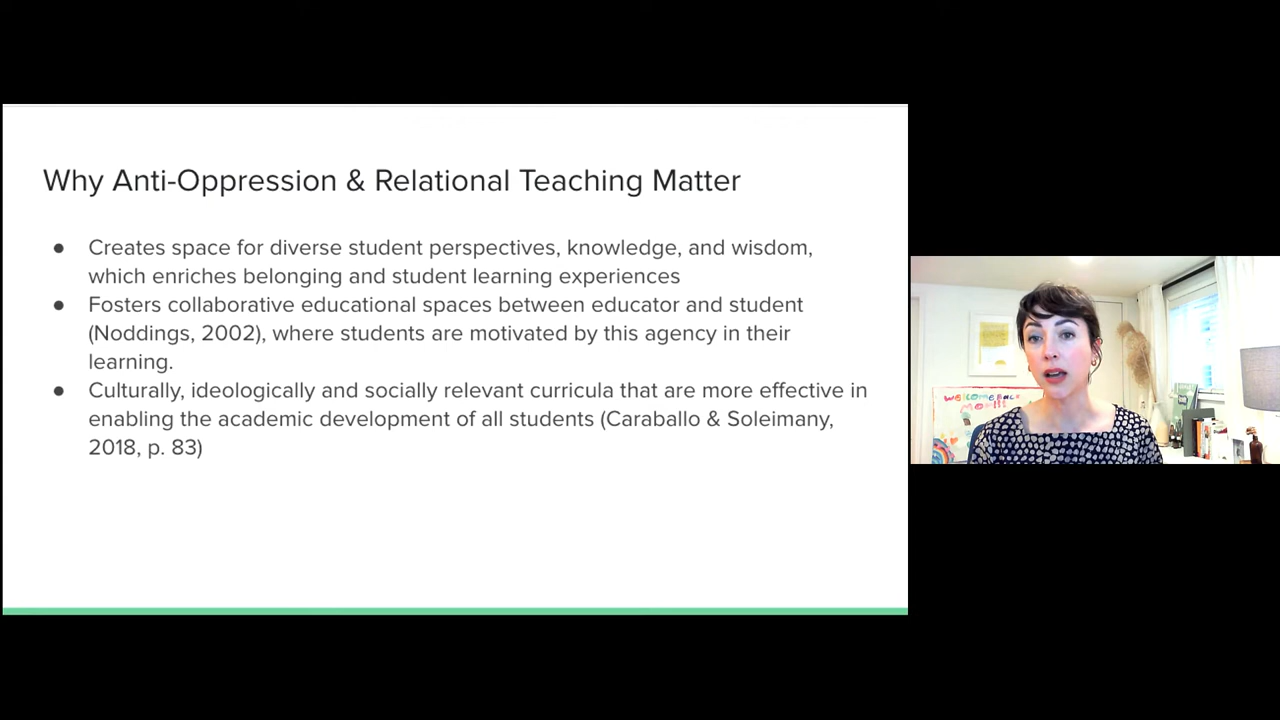 Why Anti-Oppression & Relational Teaching Matter
● Creates space for diverse student perspectives, knowledge, and wisdom,
which enriches belonging and student learning experiences
● Fosters collaborative educational spaces between educator and student
(Noddings, 2002), where students are motivated by this agency in their
learning.
● Culturally, ideologically and socially relevant curricula that are more effective in
enabling the academic development of all students (Caraballo & Soleimany,
2018, p. 83)
Welcome Back
Mom!!!